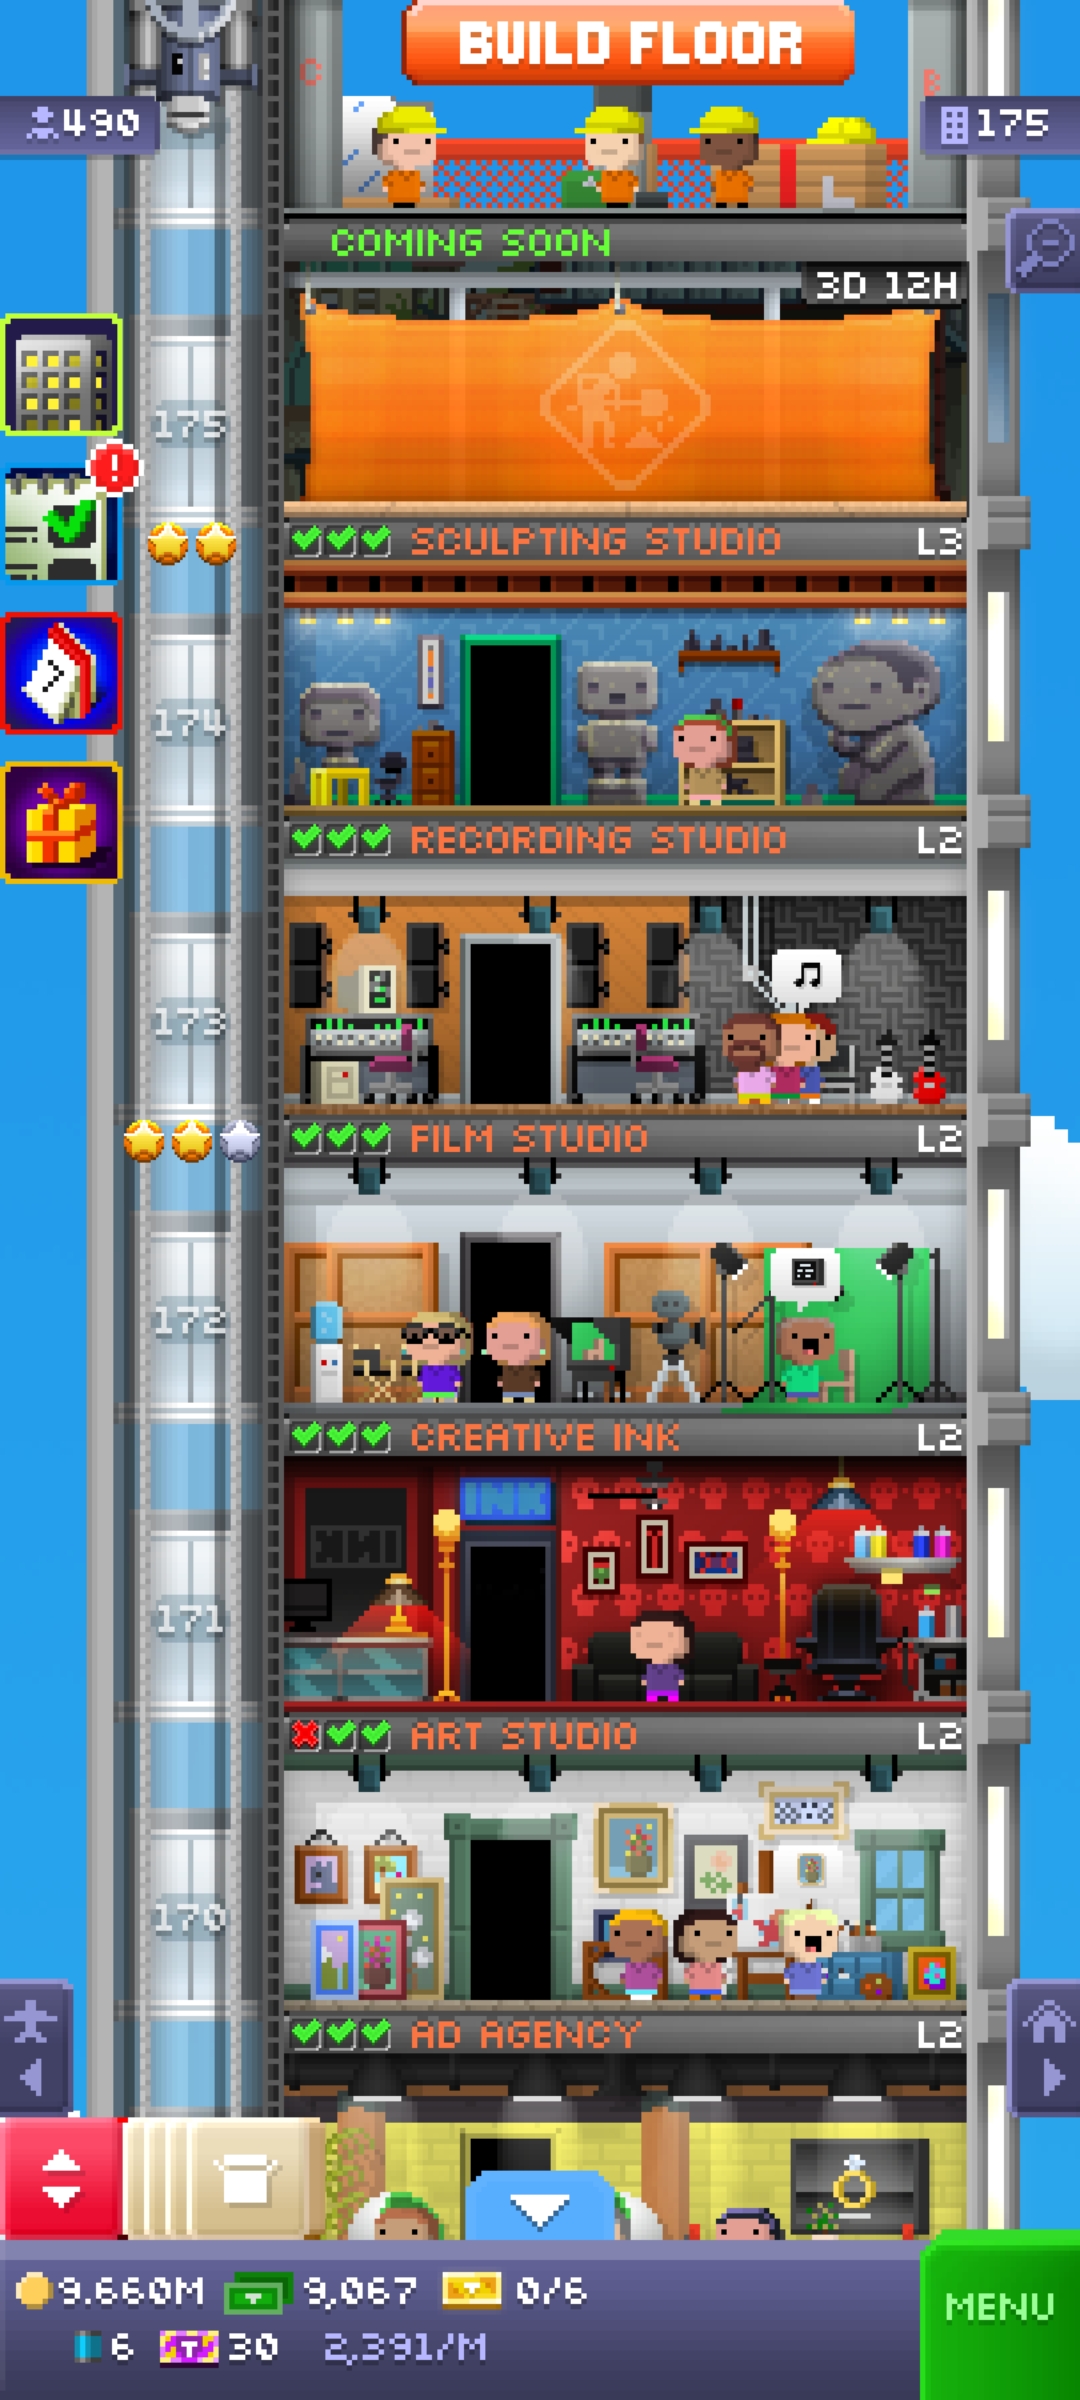 BUILD FLOOR
C
B
490
175
COMING SOON
3D 12H
175
SCULPTING STUDIO L3
174
RECORDING STUDIO L2
173
FILM STUDIO L2
172
CREATIVE INK L2
INK
171
ART STUDIO L2
170
AD AGENCY L2
9.660M 9,067 0/6
6 T 30 2,391/M
MENU